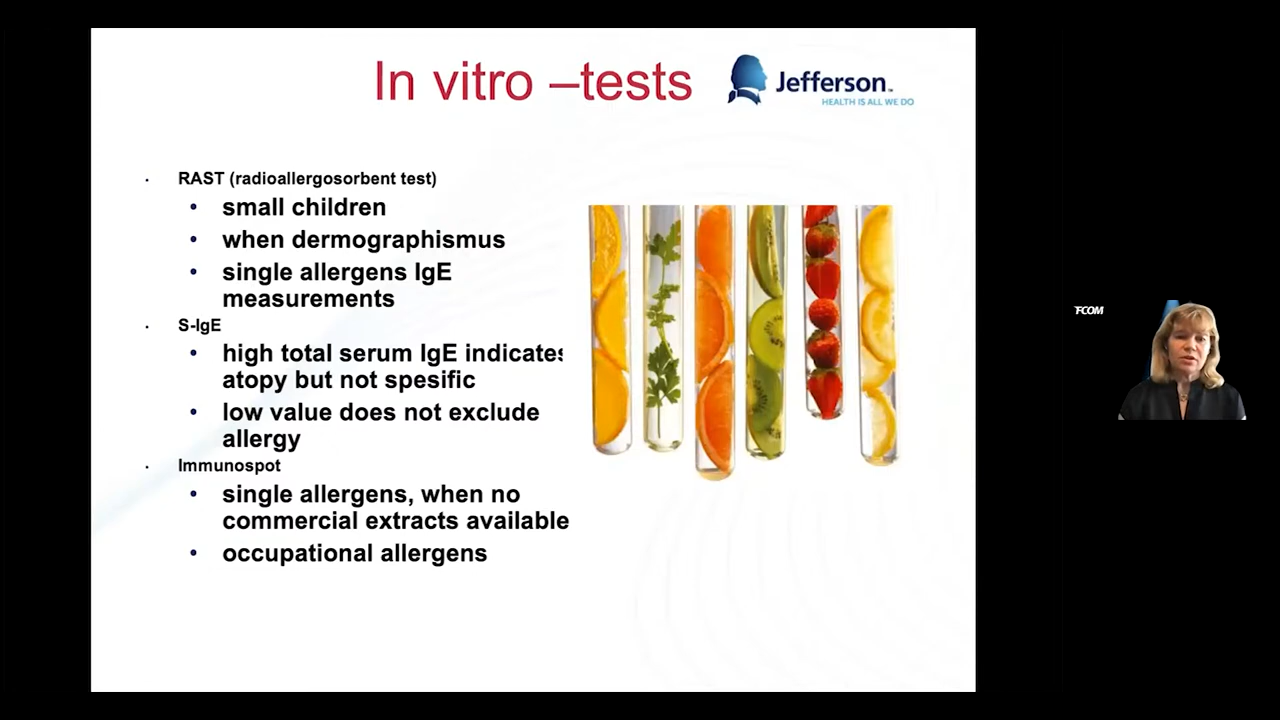 In vitro –tests
Jefferson™
HEALTH IS ALL WE DO
• RAST (radioallergosorbent test)
• small children
• when dermographismus
• single allergens IgE
measurements
• S-IgE
• high total serum IgE indicates
atopy but not spesific
• low value does not exclude
allergy
• Immunospot
• single allergens, when no
commercial extracts available
• occupational allergens
TFCOM